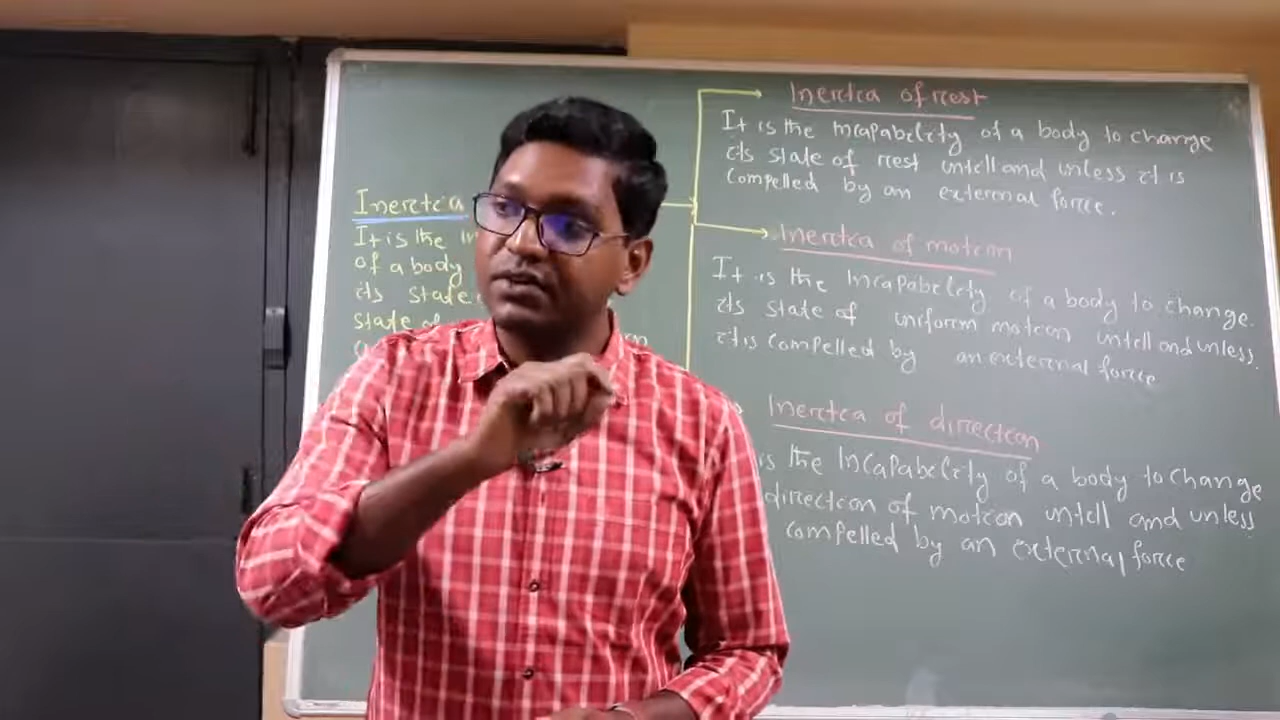 Inertia
It is the
of a body
its state
state of
Inertia of rest
It is the incapability of a body to change
its state of rest untill and unless it is
compelled by an external force.
Inertia of motion
It is the incapability of a body to change
its state of uniform motion untill and unless
it is compelled by an external force
Inertia of direction
is the incapability of a body to change
direction of motion untill and unless
compelled by an external force